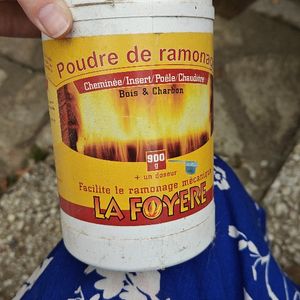 Poudre de ramonage
Cheminée/Insert/Poêle/Chaudière
Bois & Charbon
900
g
+ un doseur
Facilite le ramonage mécanique
LA FOYÈRE